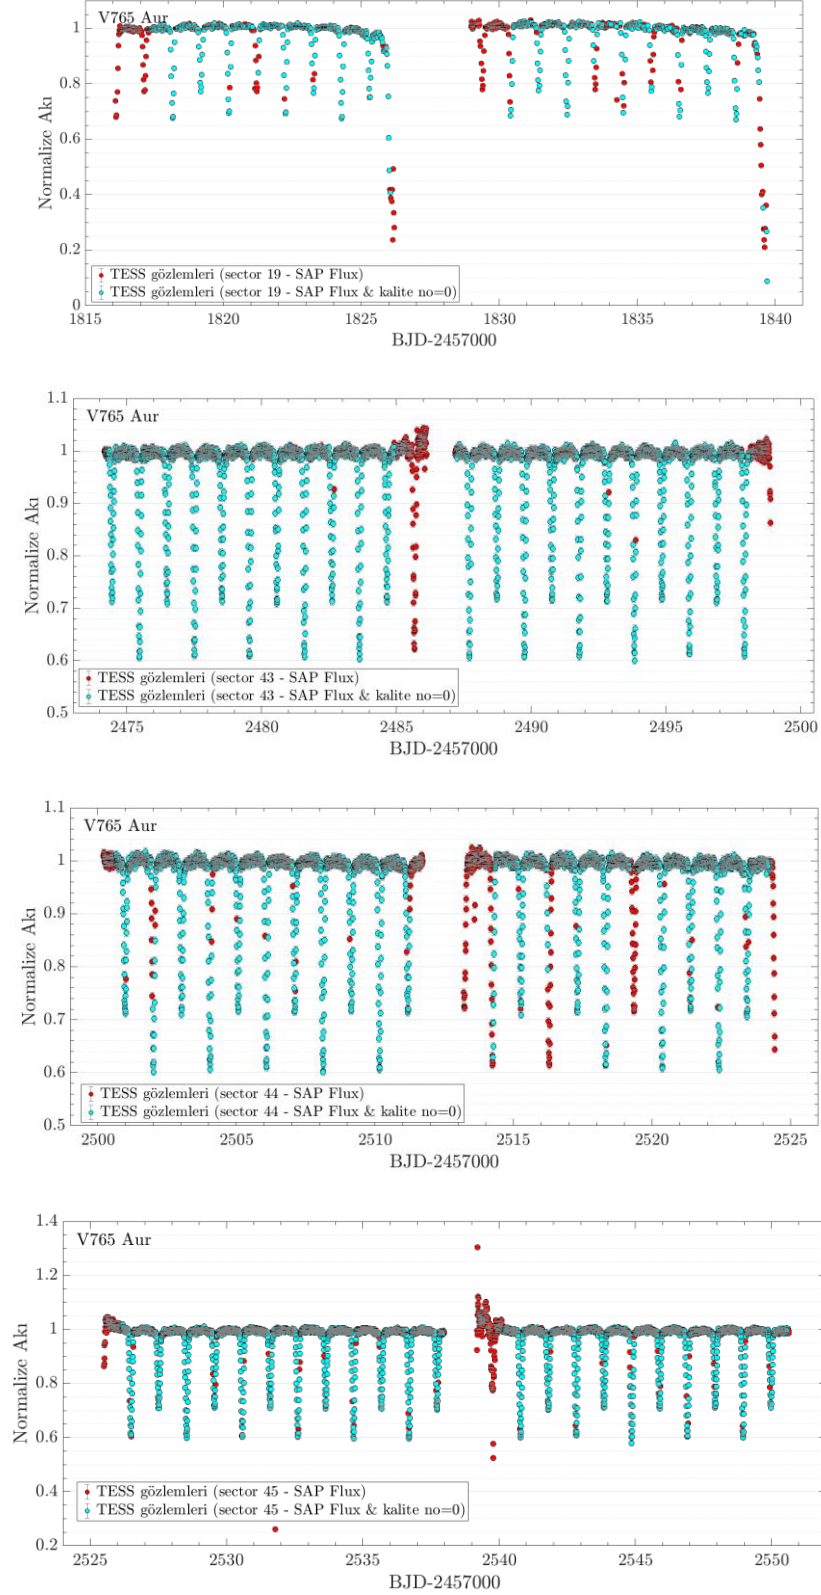 V765 Aur
1
0.8
0.6
0.4
0.2
0
Normalize Akı
TESS gözlemleri (sector 19 - SAP Flux)
TESS gözlemleri (sector 19 - SAP Flux & kalite no=0)
1815 1820 1825 1830 1835 1840
BJD-2457000
1.1
V765 Aur
1
0.9
0.8
0.7
0.6
0.5
Normalize Akı
TESS gözlemleri (sector 43 - SAP Flux)
TESS gözlemleri (sector 43 - SAP Flux & kalite no=0)
2475 2480 2485 2490 2495 2500
BJD-2457000
1.1
V765 Aur
1
0.9
0.8
0.7
0.6
0.5
Normalize Akı
TESS gözlemleri (sector 44 - SAP Flux)
TESS gözlemleri (sector 44 - SAP Flux & kalite no=0)
2500 2505 2510 2515 2520 2525
BJD-2457000
1.4
V765 Aur
1.2
1
0.8
0.6
0.4
0.2
Normalize Akı
TESS gözlemleri (sector 45 - SAP Flux)
TESS gözlemleri (sector 45 - SAP Flux & kalite no=0)
2525 2530 2535 2540 2545 2550
BJD-2457000